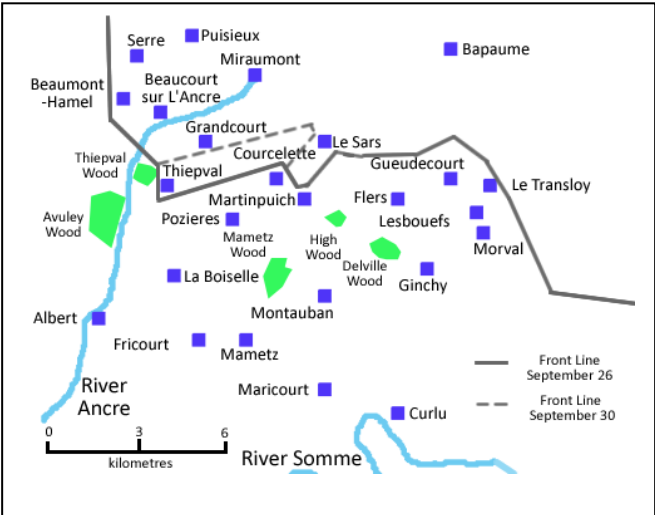 Puisieux
Serre
Bapaume
Miraumont
Beaumont
-Hamel
Beaucourt
sur L'Ancre
Grandcourt
Le Sars
Courcelette
Thiepval
Wood
Thiepval
Gueudecourt
Le Transloy
Martinpuich
Flers
Avuley
Wood
Pozieres
Lesbouefs
Mametz
Wood
High
Wood
Morval
Delville
Wood
La Boiselle
Ginchy
Montauban
Albert
Fricourt
Mametz
Front Line
September 26
River
Ancre
Maricourt
Front Line
September 30
Curlu
0 3 6
kilometres
River Somme